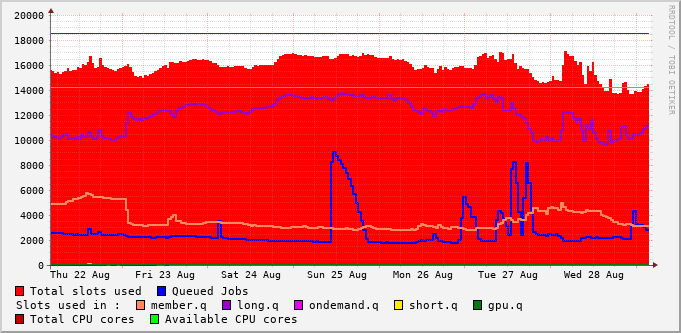 20000
18000
16000
14000
12000
10000
8000
6000
4000
2000
0
Thu 22 Aug Fri 23 Aug Sat 24 Aug Sun 25 Aug Mon 26 Aug Tue 27 Aug Wed 28 Aug
Total slots used Queued Jobs
Slots used in : member.q long.q ondemand.q short.q gpu.q
Total CPU cores Available CPU cores
RRDTOOL / TOBI OETIKER